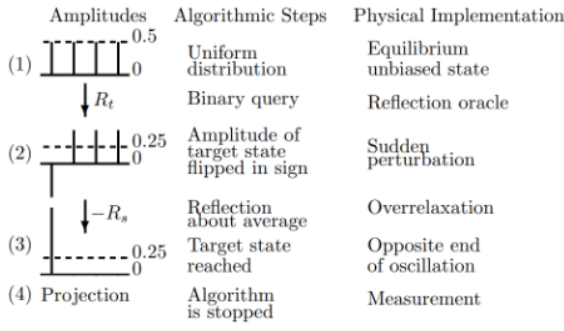 Amplitudes Algorithmic Steps Physical Implementation
0.5
(1) Uniform distribution Equilibrium unbiased state
0
R_t Binary query Reflection oracle
(2) 0.25 Amplitude of target state flipped in sign Sudden perturbation
0
−R_s Reflection about average Overrelaxation
(3) 0.25 Target state reached Opposite end of oscillation
0
(4) Projection Algorithm is stopped Measurement